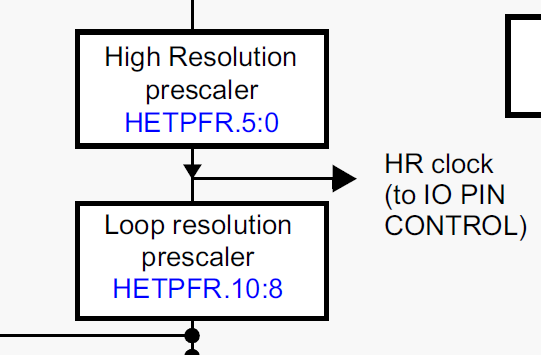 High Resolution
prescaler
HETPFR.5:0
HR clock
(to IO PIN
CONTROL)
Loop resolution
prescaler
HETPFR.10:8